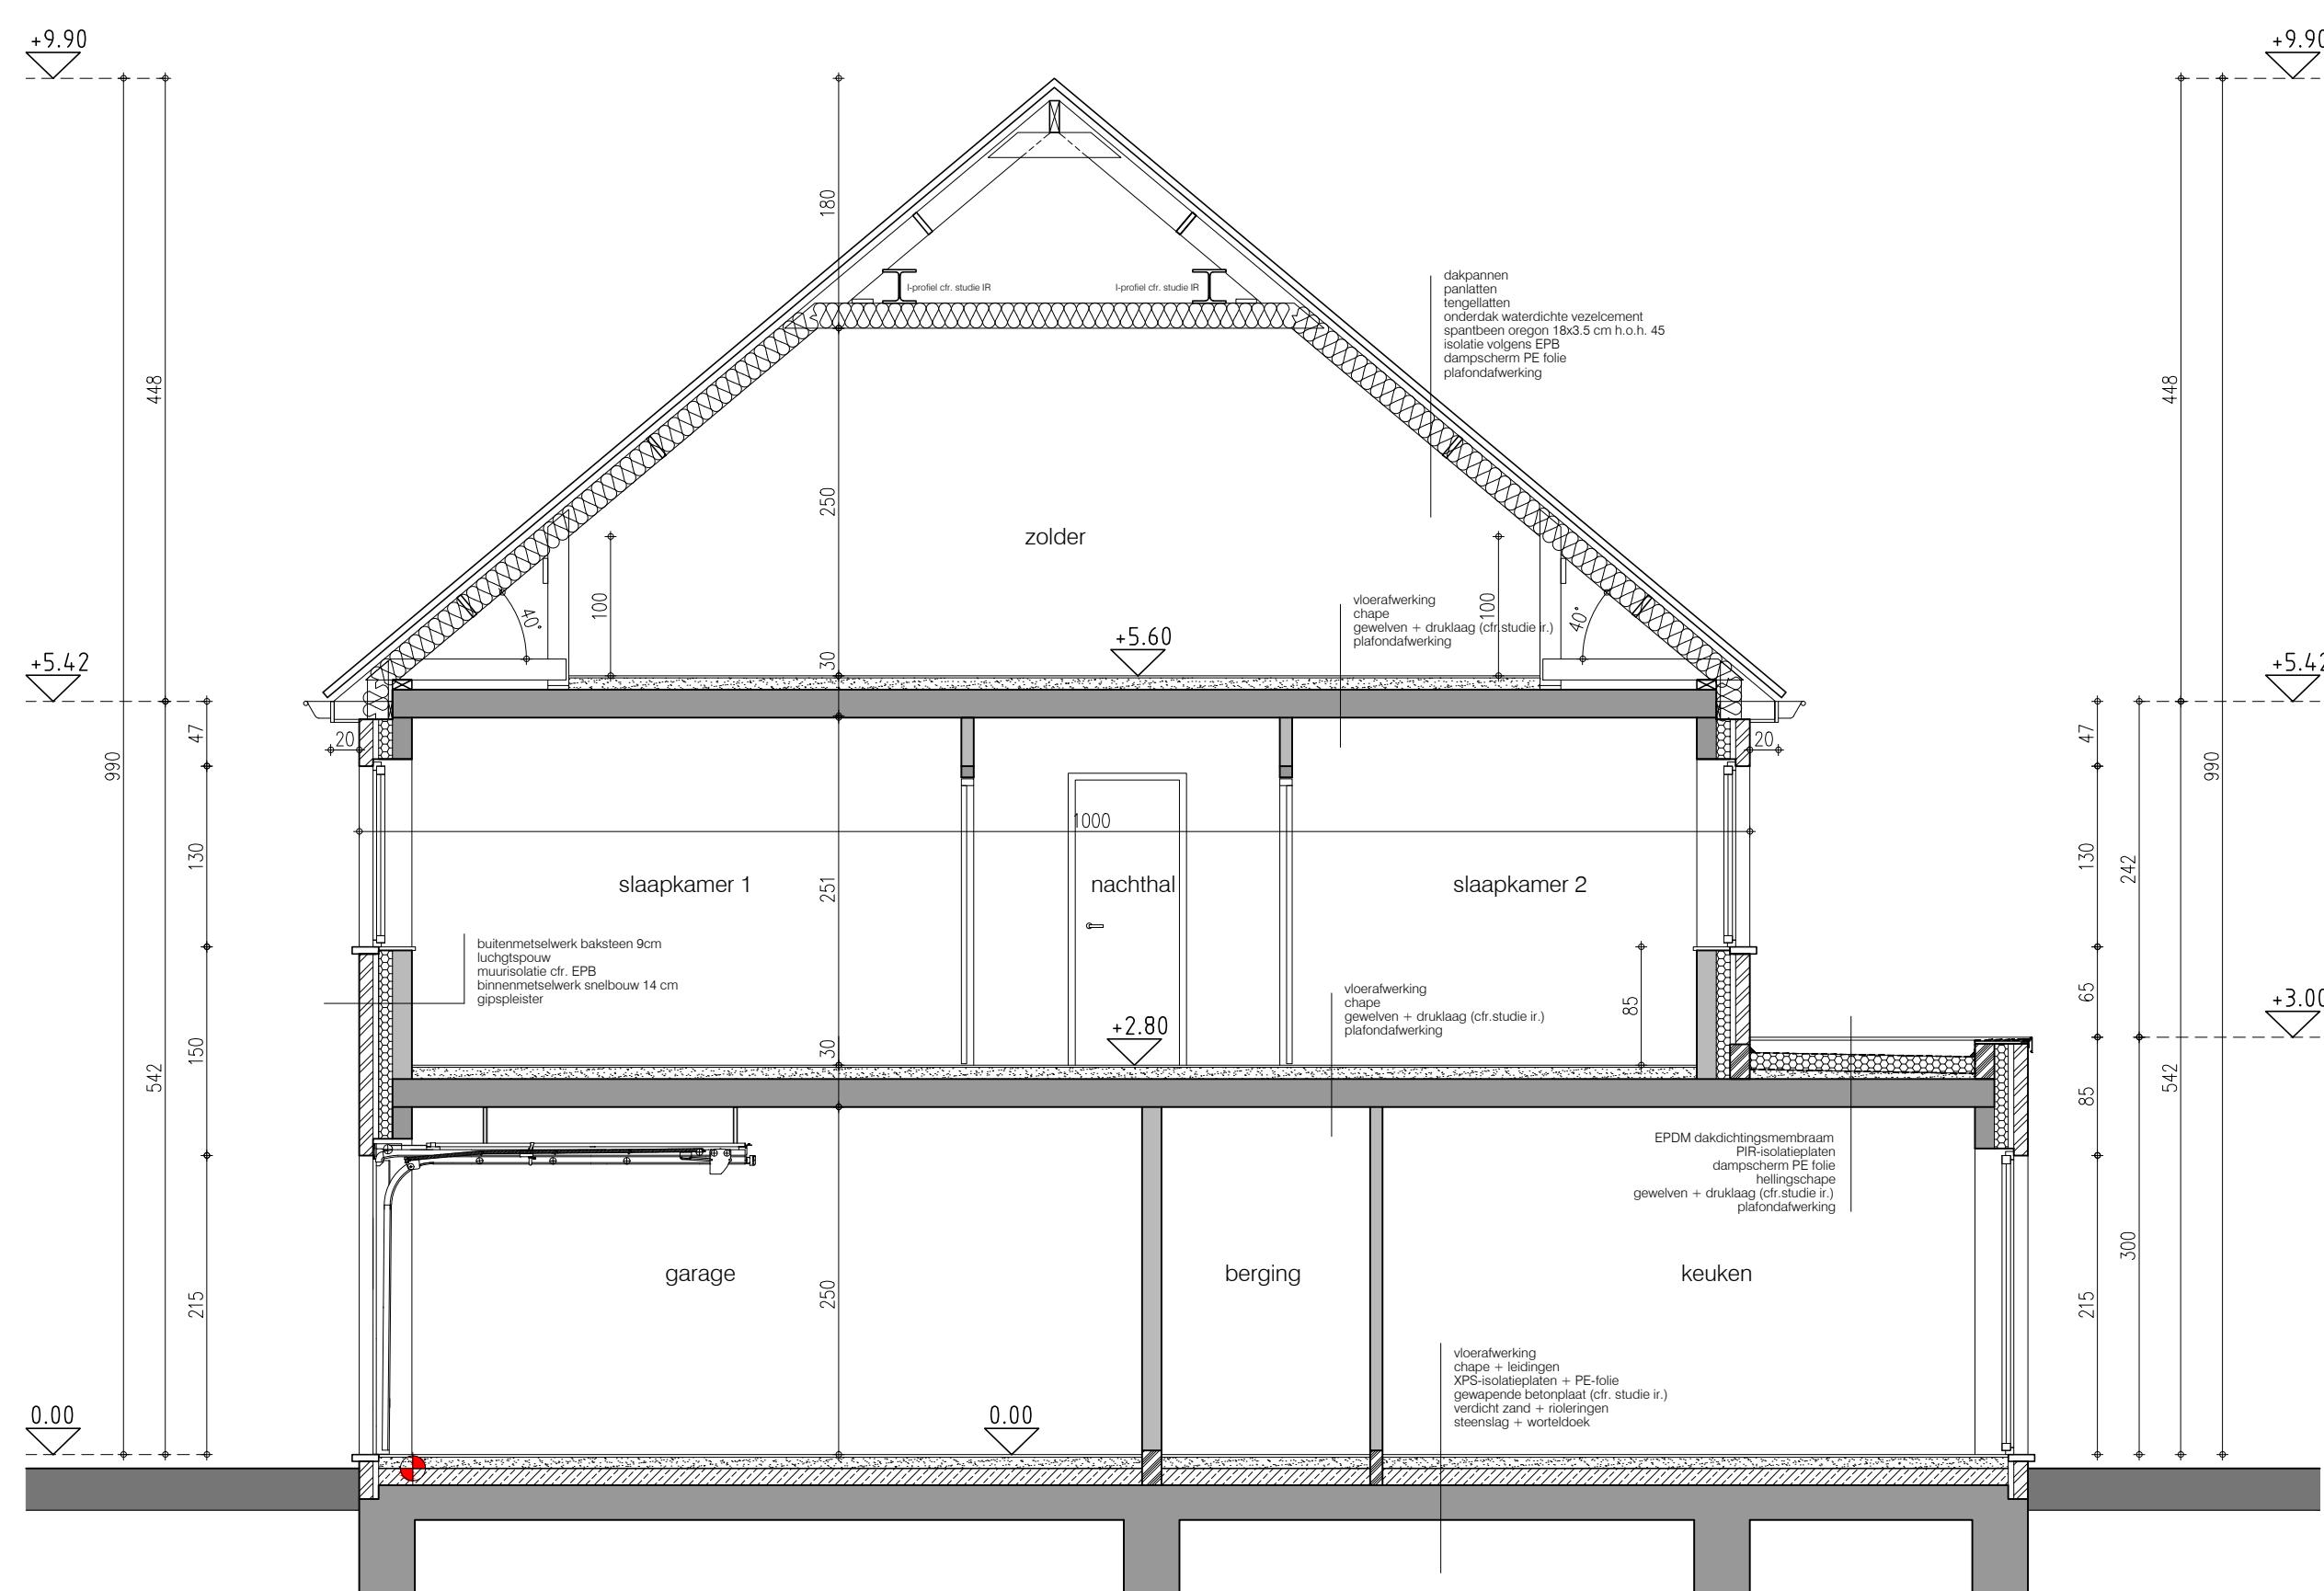 +9.90
+9.90
180
I-profiel cfr. studie IR
I-profiel cfr. studie IR
dakpannen
panlatten
tengellatten
onderdak waterdichte vezelcement
spantbeen oregon 18x3.5 cm h.o.h. 45
isolatie volgens EPB
dampscherm PE folie
plafondafwerking
448
448
250
zolder
100
100
40°
40°
vloerafwerking
chape
gewelven + druklaag (cfr.studie ir.)
plafondafwerking
+5.60
30
+5.42
+5.42
47
47
20
20
990
990
1000
130
130
242
251
slaapkamer 1
nachthal
slaapkamer 2
buitenmetselwerk baksteen 9cm
luchgtspouw
muurisolatie cfr. EPB
binnenmetselwerk snelbouw 14 cm
gipspleister
vloerafwerking
chape
gewelven + druklaag (cfr.studie ir.)
plafondafwerking
85
65
+3.00
+2.80
30
150
542
542
85
EPDM dakdichtingsmembraam
PIR-isolatieplaten
dampscherm PE folie
hellingschape
gewelven + druklaag (cfr.studie ir.)
plafondafwerking
garage
berging
keuken
300
250
215
215
vloerafwerking
chape + leidingen
XPS-isolatieplaten + PE-folie
gewapende betonplaat (cfr. studie ir.)
verdicht zand + rioleringen
steenslag + worteldoek
0.00
0.00